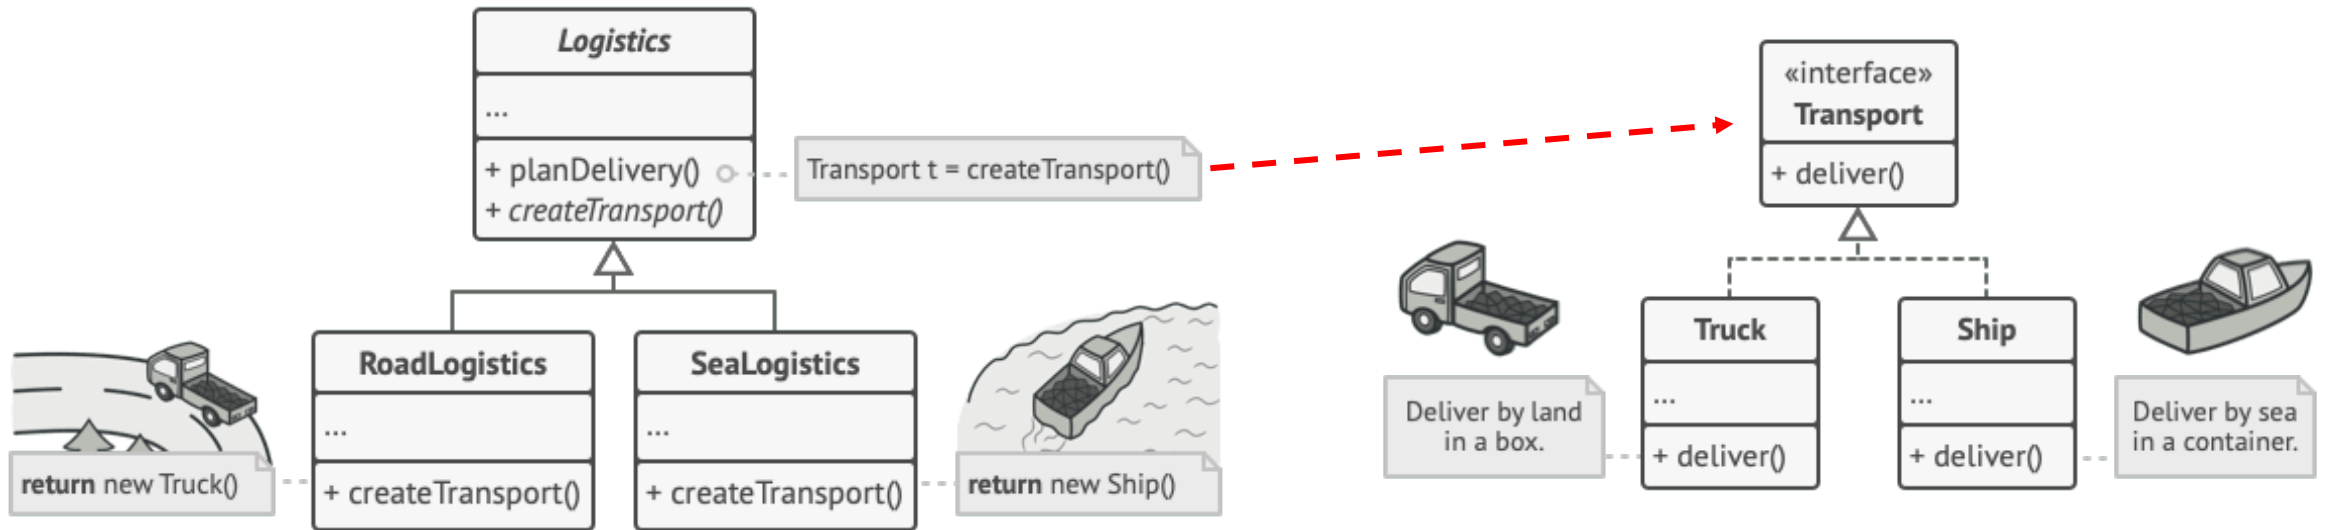 Logistics
...
+ planDelivery()
+ createTransport()
Transport t = createTransport()
RoadLogistics
...
+ createTransport()
return new Truck()
SeaLogistics
...
+ createTransport()
return new Ship()
«interface»
Transport
+ deliver()
Truck
...
+ deliver()
Deliver by land
in a box.
Ship
...
+ deliver()
Deliver by sea
in a container.